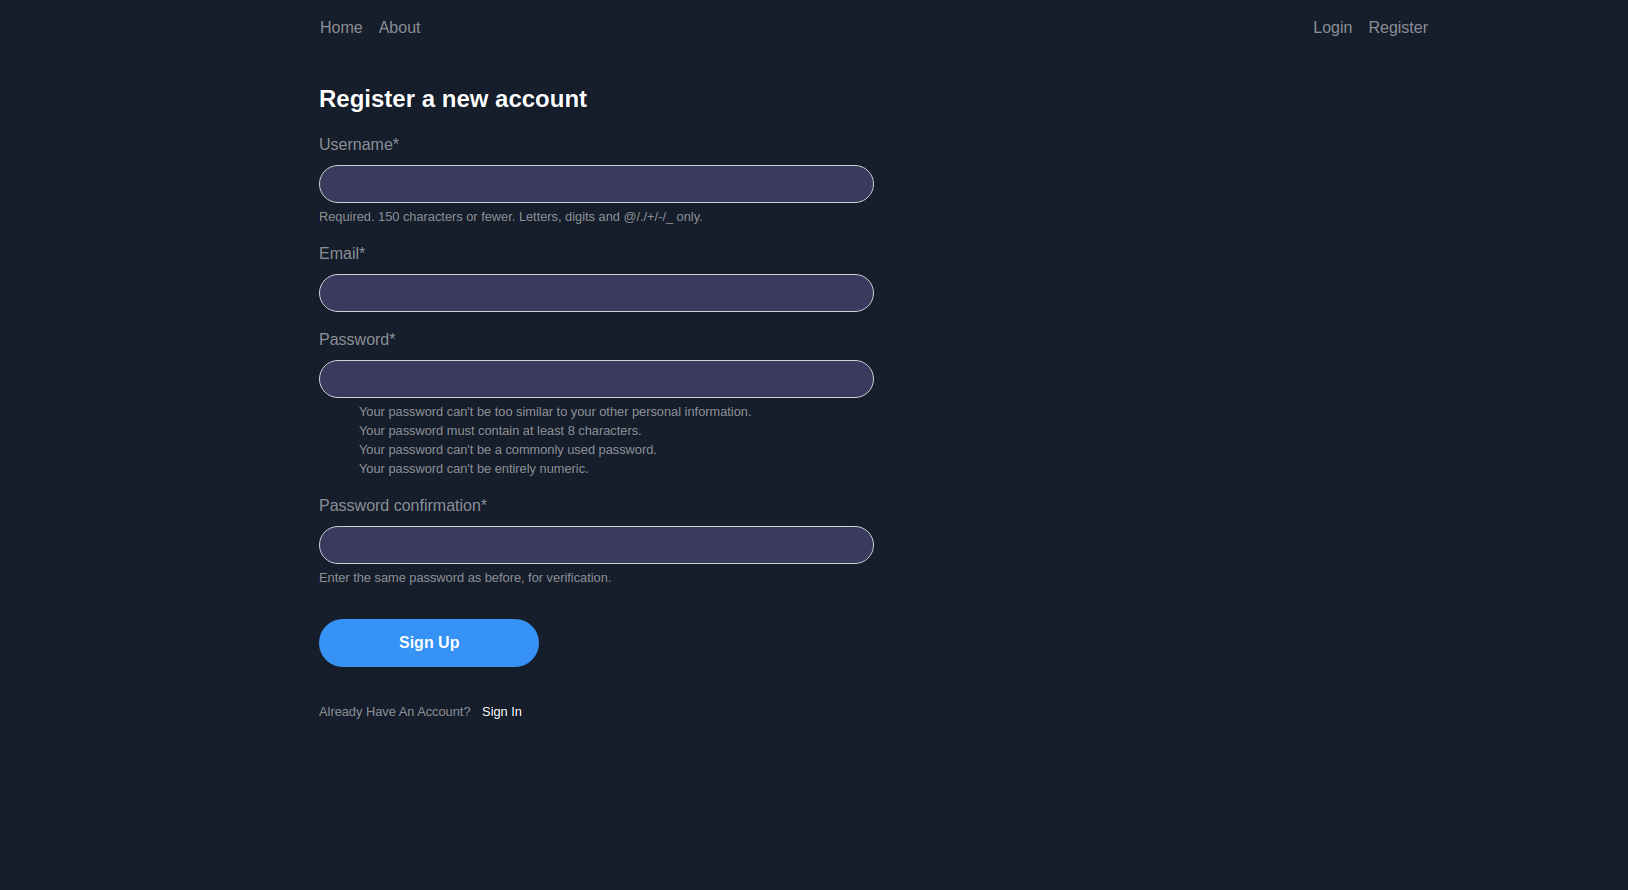 Home About Login Register
Register a new account
Username*
Required. 150 characters or fewer. Letters, digits and @/./+/-/_ only.
Email*
Password*
Your password can't be too similar to your other personal information.
Your password must contain at least 8 characters.
Your password can't be a commonly used password.
Your password can't be entirely numeric.
Password confirmation*
Enter the same password as before, for verification.
Sign Up
Already Have An Account? Sign In